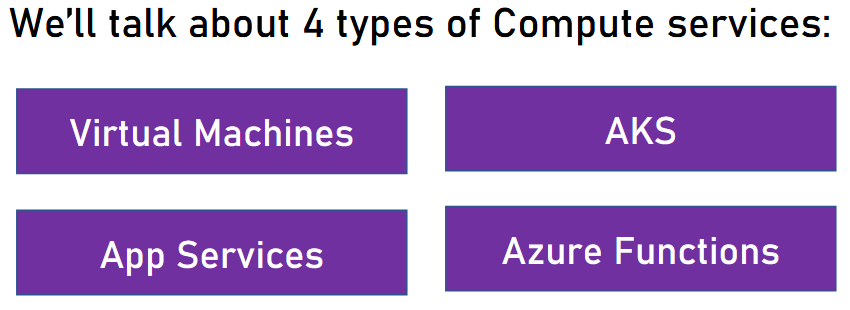 We'll talk about 4 types of Compute services:
Virtual Machines
AKS
App Services
Azure Functions